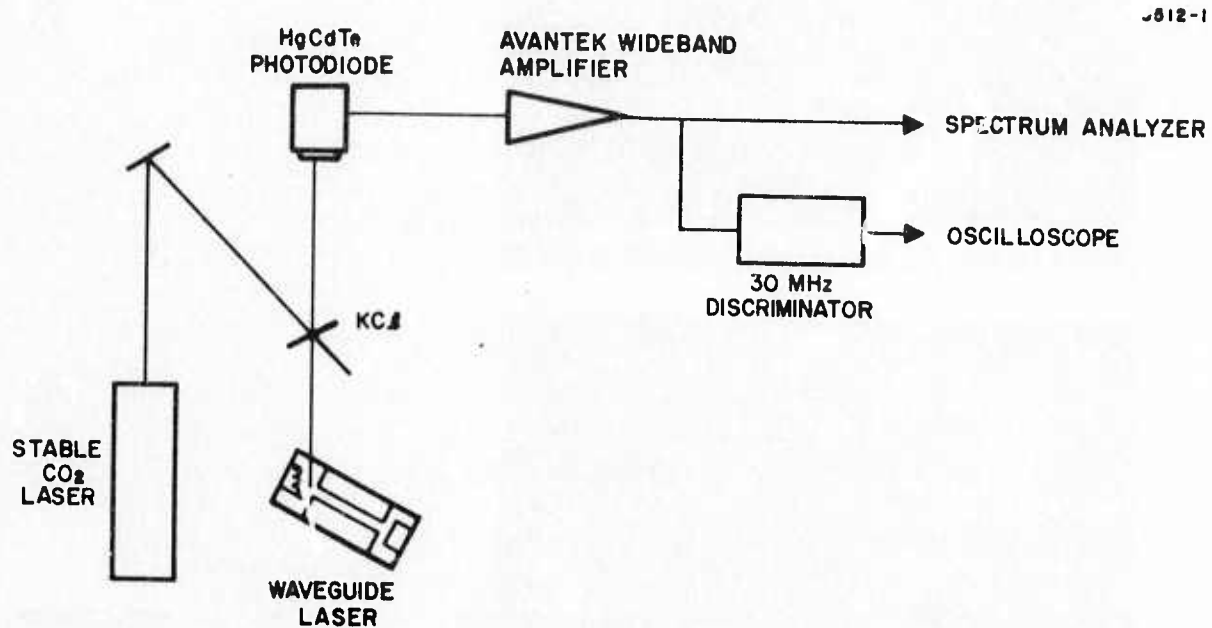 HgCdTe
PHOTODIODE
AVANTEK WIDEBAND
AMPLIFIER
SPECTRUM ANALYZER
OSCILLOSCOPE
30 MHz
DISCRIMINATOR
KCl
STABLE
CO₂
LASER
WAVEGUIDE
LASER